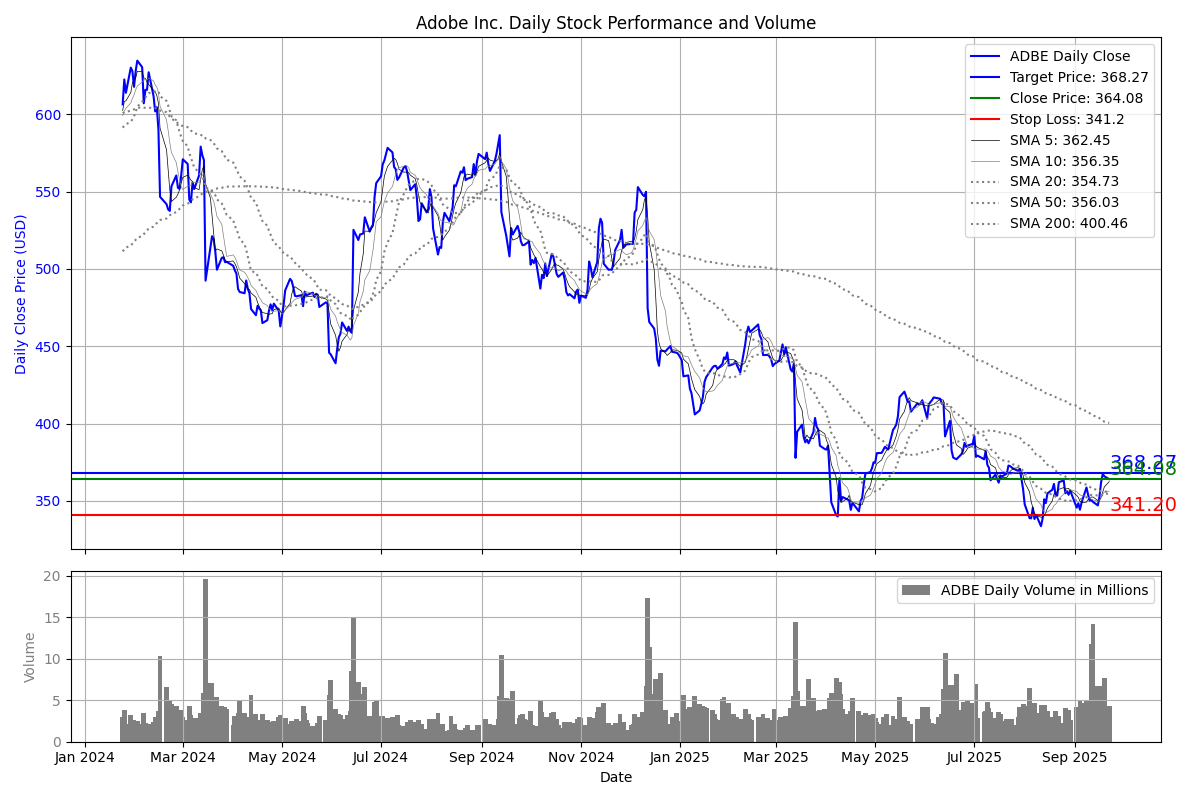 Adobe Inc. Daily Stock Performance and Volume
Daily Close Price (USD)
600
550
500
450
400
350
ADBE Daily Close
Target Price: 368.27
Close Price: 364.08
Stop Loss: 341.2
SMA 5: 362.45
SMA 10: 356.35
SMA 20: 354.73
SMA 50: 356.03
SMA 200: 400.46
368.27
364.08
341.20
Volume
20
15
10
5
0
ADBE Daily Volume in Millions
Jan 2024 Mar 2024 May 2024 Jul 2024 Sep 2024 Nov 2024 Jan 2025 Mar 2025 May 2025 Jul 2025 Sep 2025
Date